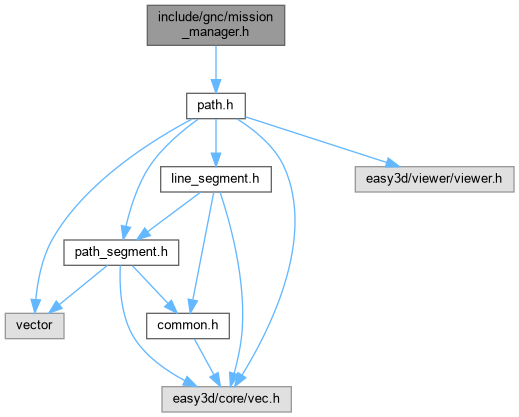 include/gnc/mission
_manager.h
path.h
line_segment.h
easy3d/viewer/viewer.h
path_segment.h
vector
common.h
easy3d/core/vec.h